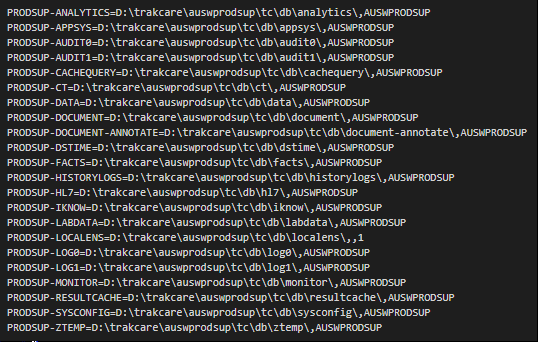 PRODSUP-ANALYTICS=D:\trakcare\auswprodsup\tc\db\analytics\,AUSWPRODSUP
PRODSUP-APPSYS=D:\trakcare\auswprodsup\tc\db\appsys\,AUSWPRODSUP
PRODSUP-AUDIT0=D:\trakcare\auswprodsup\tc\db\audit0\,AUSWPRODSUP
PRODSUP-AUDIT1=D:\trakcare\auswprodsup\tc\db\audit1\,AUSWPRODSUP
PRODSUP-CACHEQUERY=D:\trakcare\auswprodsup\tc\db\cachequery\,AUSWPRODSUP
PRODSUP-CT=D:\trakcare\auswprodsup\tc\db\ct\,AUSWPRODSUP
PRODSUP-DATA=D:\trakcare\auswprodsup\tc\db\data\,AUSWPRODSUP
PRODSUP-DOCUMENT=D:\trakcare\auswprodsup\tc\db\document\,AUSWPRODSUP
PRODSUP-DOCUMENT-ANNOTATE=D:\trakcare\auswprodsup\tc\db\document-annotate\,AUSWPRODSUP
PRODSUP-DSTIME=D:\trakcare\auswprodsup\tc\db\dstime\,AUSWPRODSUP
PRODSUP-FACTS=D:\trakcare\auswprodsup\tc\db\facts\,AUSWPRODSUP
PRODSUP-HISTORYLOGS=D:\trakcare\auswprodsup\tc\db\historylogs\,AUSWPRODSUP
PRODSUP-HL7=D:\trakcare\auswprodsup\tc\db\hl7\,AUSWPRODSUP
PRODSUP-IKNOW=D:\trakcare\auswprodsup\tc\db\iknow\,AUSWPRODSUP
PRODSUP-LABDATA=D:\trakcare\auswprodsup\tc\db\labdata\,AUSWPRODSUP
PRODSUP-LOCALENS=D:\trakcare\auswprodsup\tc\db\localens\,,1
PRODSUP-LOG0=D:\trakcare\auswprodsup\tc\db\log0\,AUSWPRODSUP
PRODSUP-LOG1=D:\trakcare\auswprodsup\tc\db\log1\,AUSWPRODSUP
PRODSUP-MONITOR=D:\trakcare\auswprodsup\tc\db\monitor\,AUSWPRODSUP
PRODSUP-RESULTCACHE=D:\trakcare\auswprodsup\tc\db\resultcache\,AUSWPRODSUP
PRODSUP-SYSCONFIG=D:\trakcare\auswprodsup\tc\db\sysconfig\,AUSWPRODSUP
PRODSUP-ZTEMP=D:\trakcare\auswprodsup\tc\db\ztemp\,AUSWPRODSUP